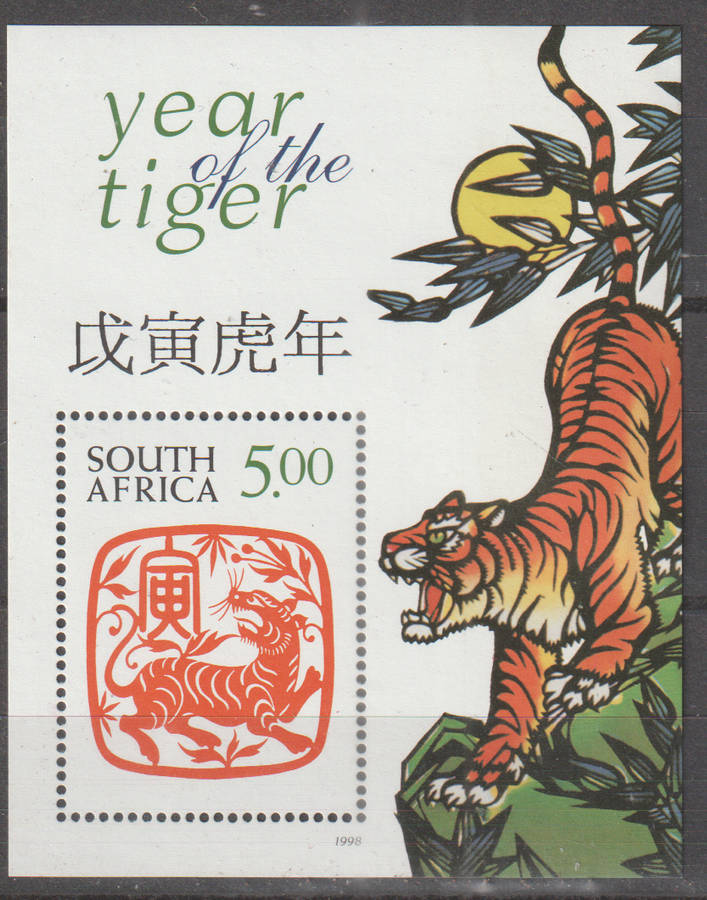 year
of the
tiger
戊寅虎年
SOUTH
AFRICA
5.00
寅
1998